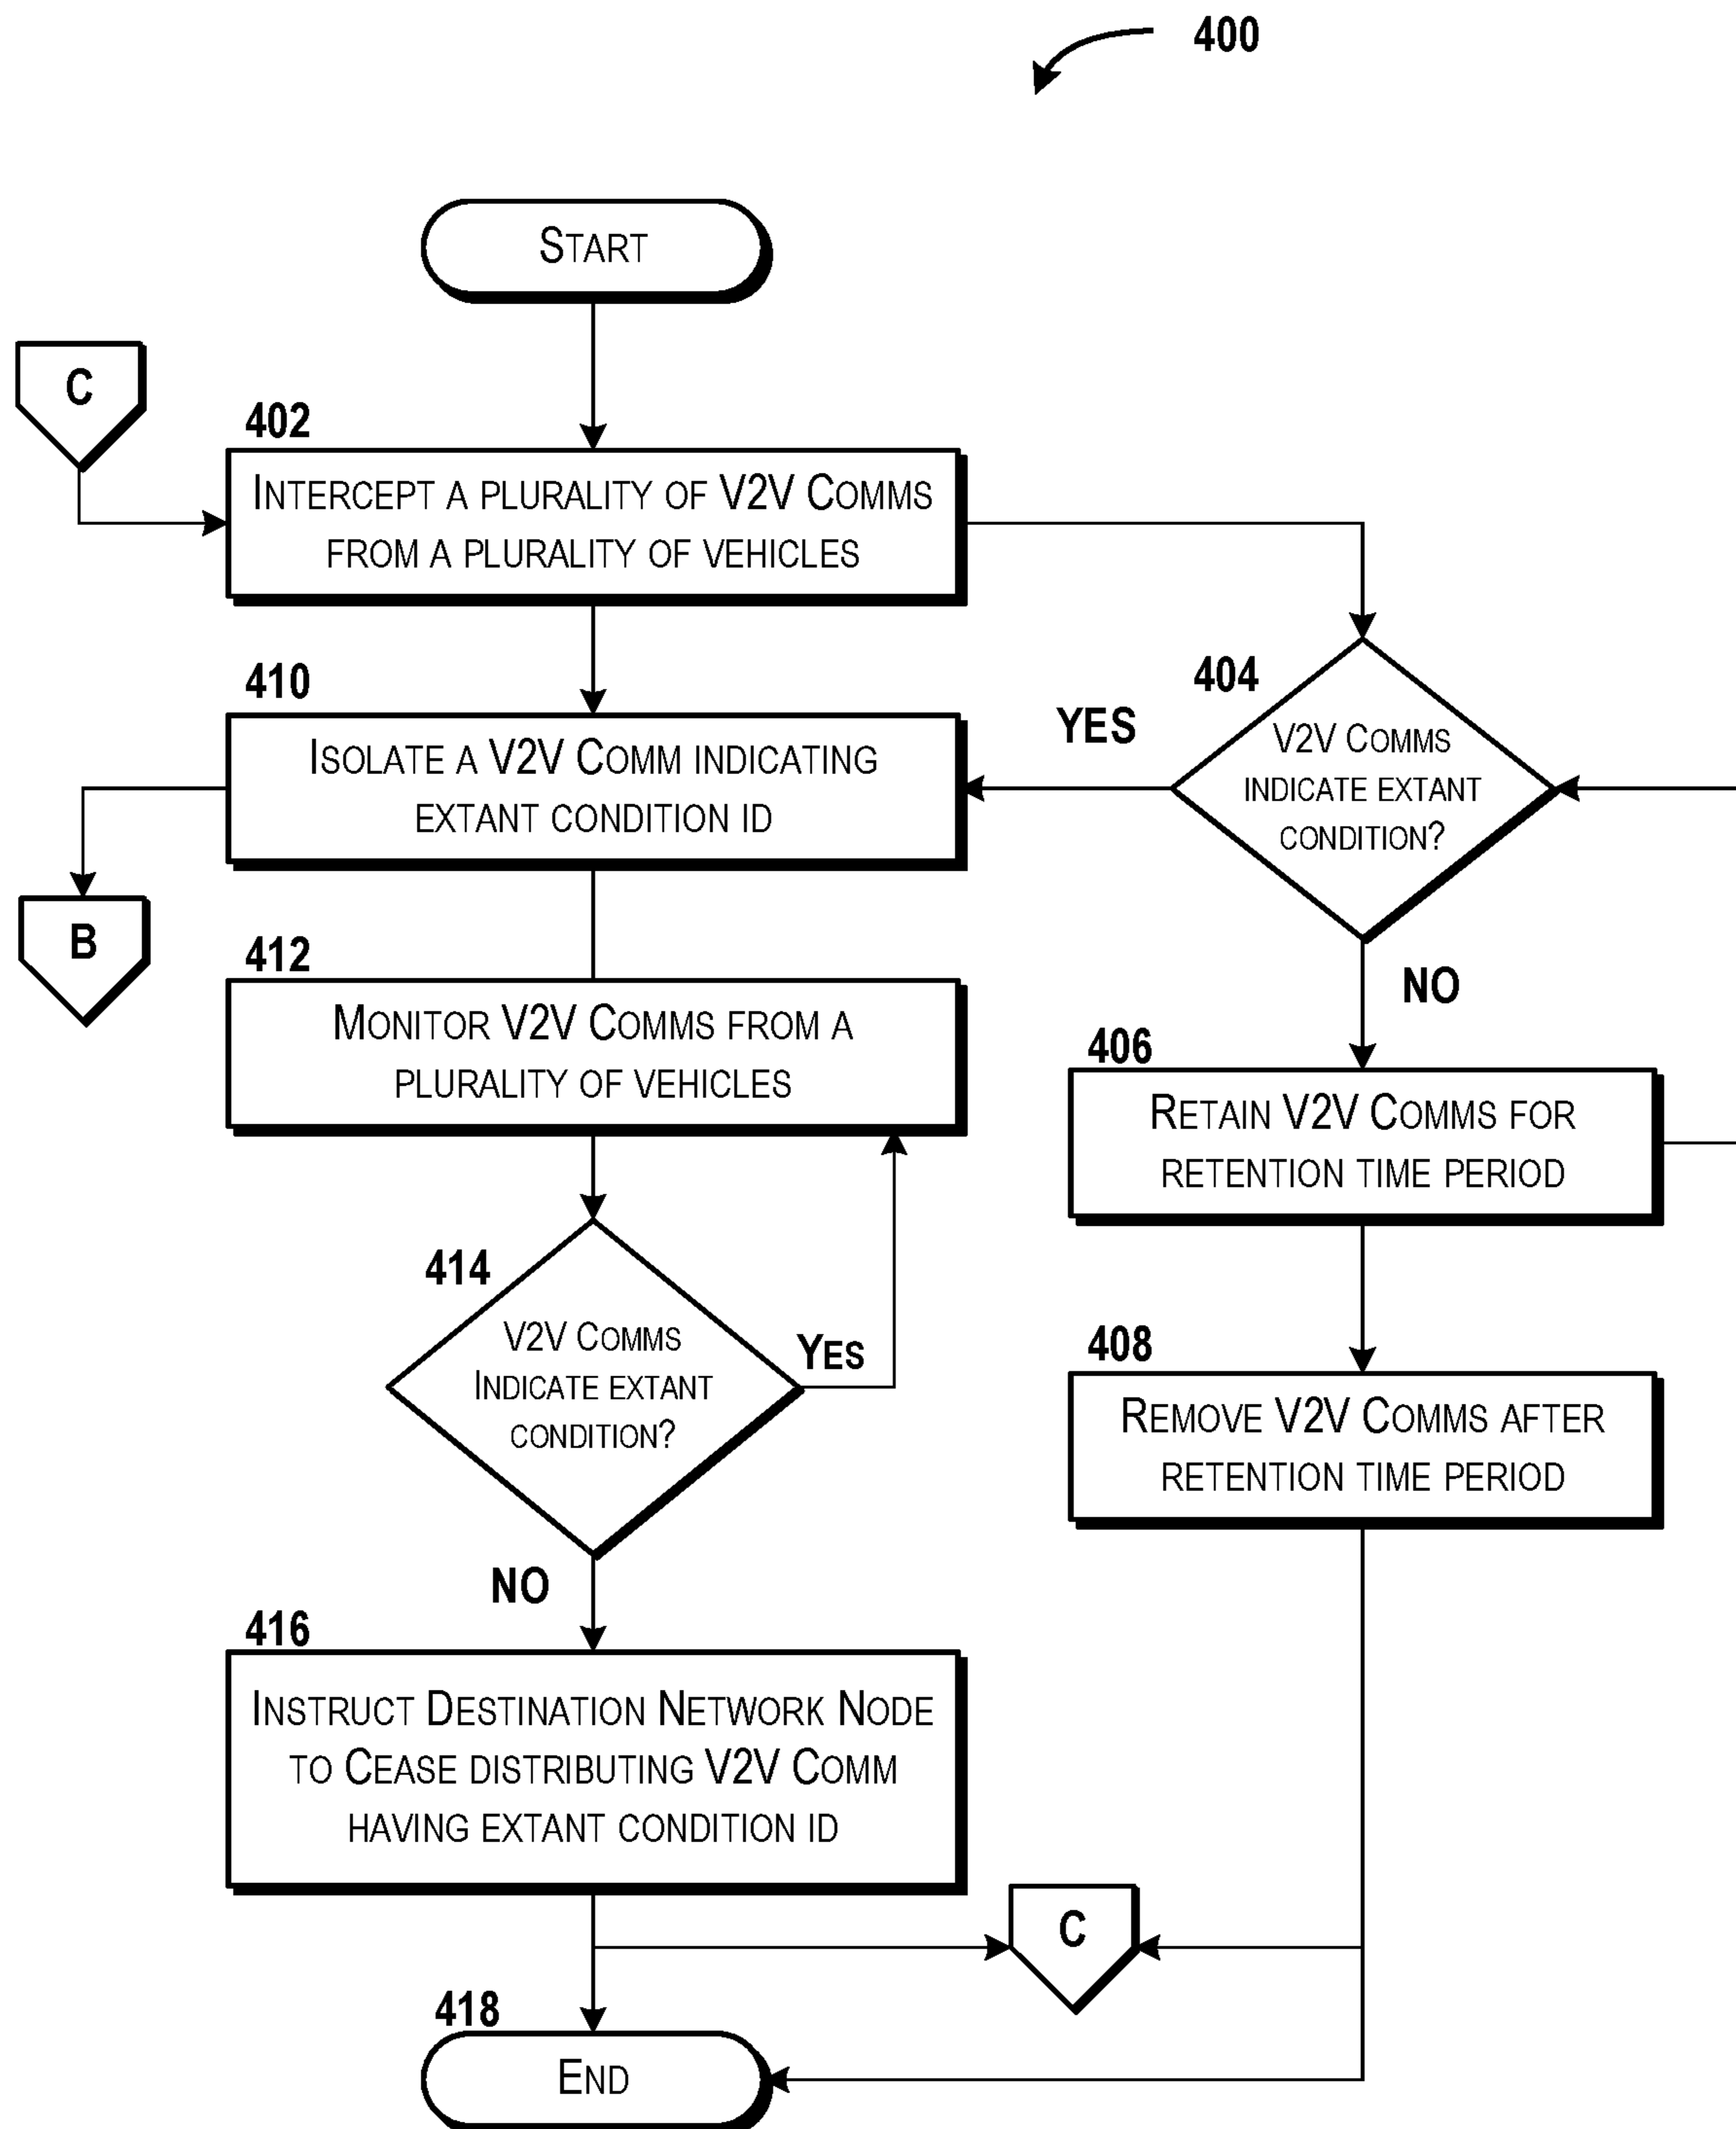 400
START
C
402
INTERCEPT A PLURALITY OF V2V COMMS
FROM A PLURALITY OF VEHICLES
410
ISOLATE A V2V COMM INDICATING
EXTANT CONDITION ID
YES
404
V2V COMMS
INDICATE EXTANT
CONDITION?
B
NO
412
MONITOR V2V COMMS FROM A
PLURALITY OF VEHICLES
406
RETAIN V2V COMMS FOR
RETENTION TIME PERIOD
414
V2V COMMS
INDICATE EXTANT
CONDITION?
YES
408
REMOVE V2V COMMS AFTER
RETENTION TIME PERIOD
NO
416
INSTRUCT DESTINATION NETWORK NODE
TO CEASE DISTRIBUTING V2V COMM
HAVING EXTANT CONDITION ID
C
418
END